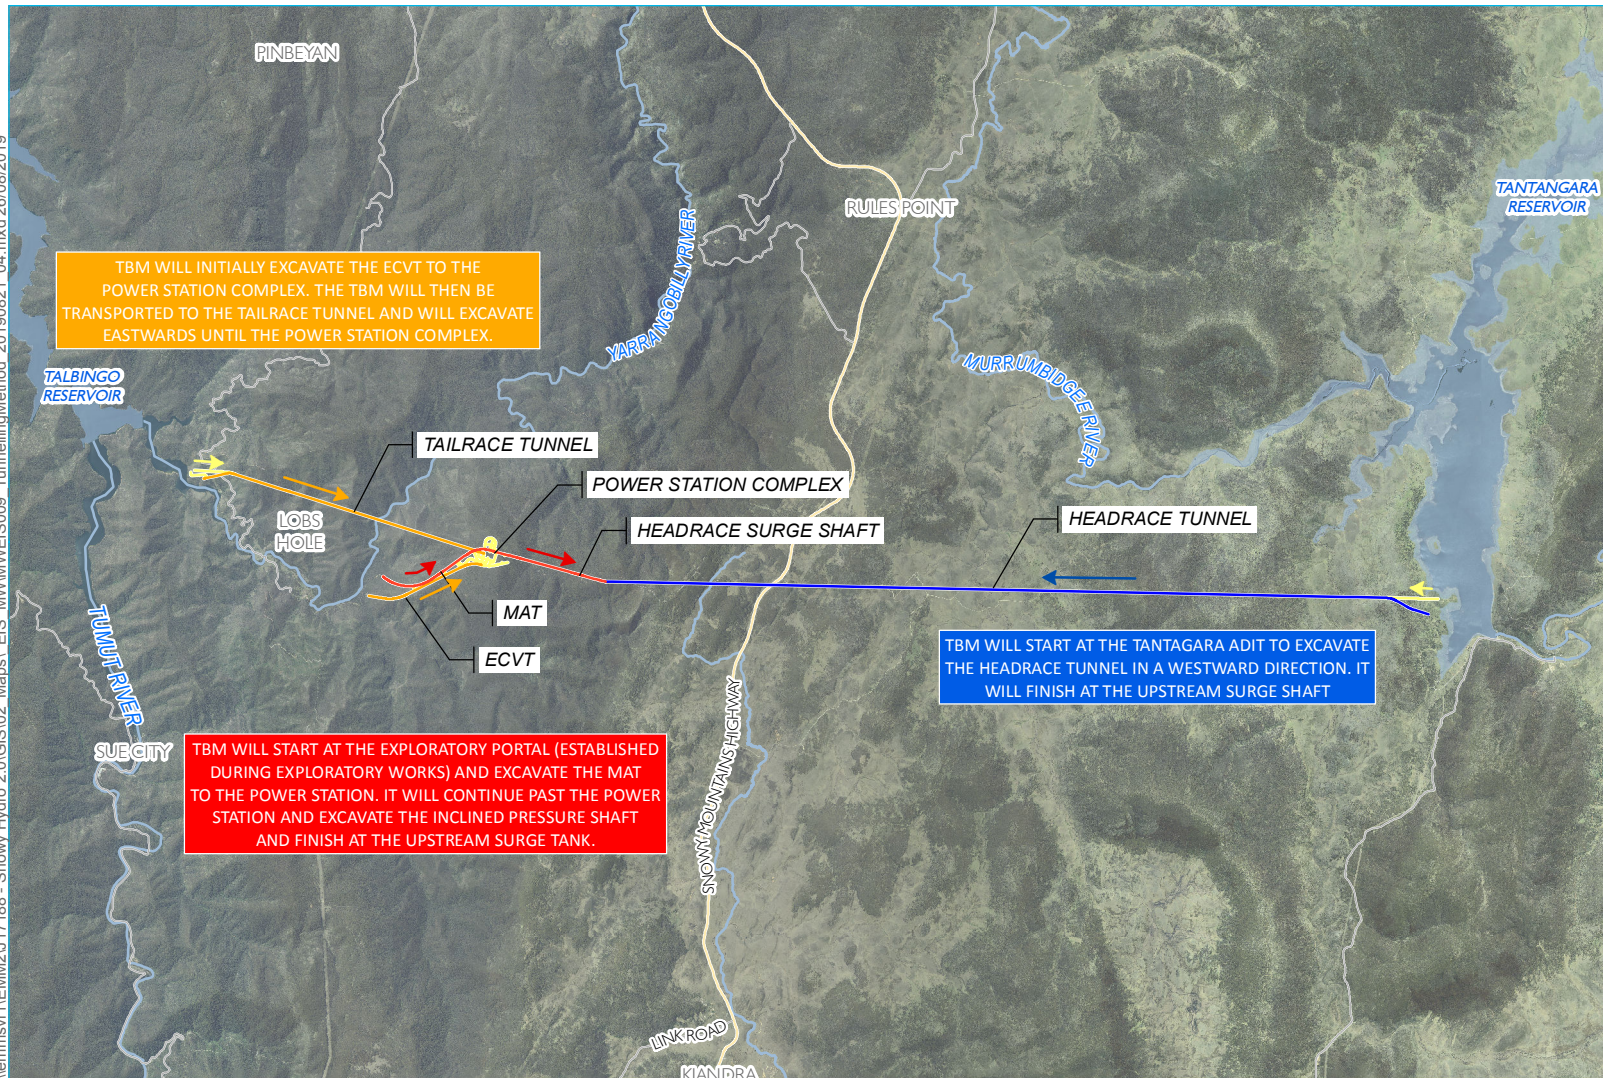 PINBEYAN
RULES POINT
TANTANGARA
RESERVOIR
YARRANGOBILLY RIVER
TBM WILL INITIALLY EXCAVATE THE ECVT TO THE
POWER STATION COMPLEX. THE TBM WILL THEN BE
TRANSPORTED TO THE TAILRACE TUNNEL AND WILL EXCAVATE
EASTWARDS UNTIL THE POWER STATION COMPLEX.
TALBINGO
RESERVOIR
MURRUMBIDGEE RIVER
TAILRACE TUNNEL
POWER STATION COMPLEX
LOBS
HOLE
HEADRACE SURGE SHAFT
HEADRACE TUNNEL
MAT
ECVT
TUMUT RIVER
TBM WILL START AT THE TANTAGARA ADIT TO EXCAVATE
THE HEADRACE TUNNEL IN A WESTWARD DIRECTION. IT
WILL FINISH AT THE UPSTREAM SURGE SHAFT
SUE CITY
TBM WILL START AT THE EXPLORATORY PORTAL (ESTABLISHED
DURING EXPLORATORY WORKS) AND EXCAVATE THE MAT
TO THE POWER STATION. IT WILL CONTINUE PAST THE POWER
STATION AND EXCAVATE THE INCLINED PRESSURE SHAFT
AND FINISH AT THE UPSTREAM SURGE TANK.
SNOWY MOUNTAINS HIGHWAY
LINK ROAD
KIANDRA